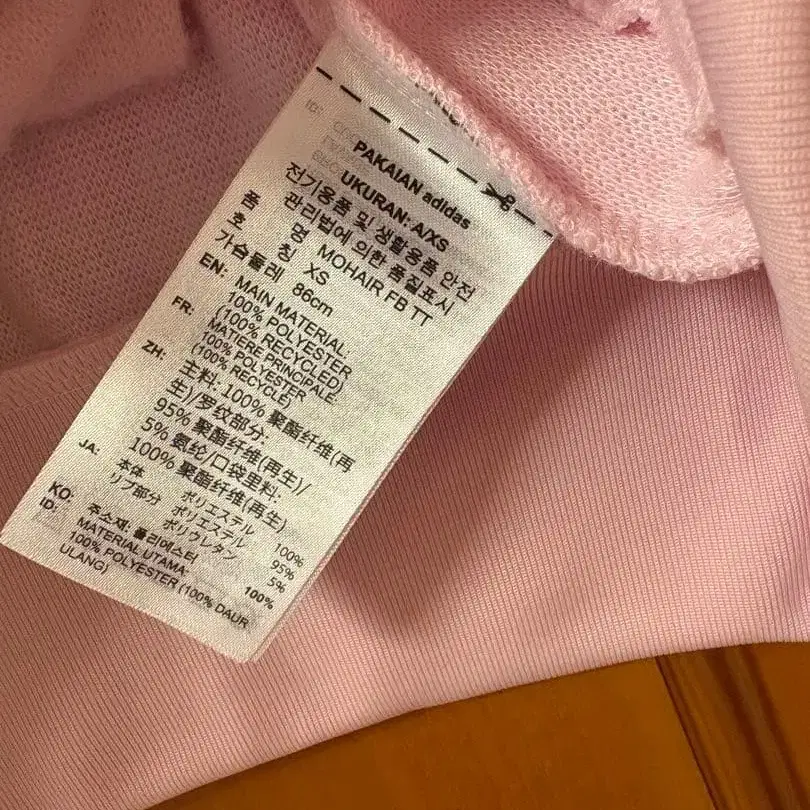 PAKAIAN adidas
UKURAN: A/XS
전기용품 및 생활용품 안전
관리법에 의한 품질표시
품 명 MOHAIR FB TT
호 칭 XS
가슴둘레 86cm
EN: MAIN MATERIAL:
100% POLYESTER
(100% RECYCLED)
FR: MATIERE PRINCIPALE:
100% POLYESTER
(100% RECYCLE)
ZH: 主料: 100% 聚酯纤维(再
生)/罗纹部分:
95% 聚酯纤维(再生)/
5% 氨纶/口袋里料:
100% 聚酯纤维(再生)
JA: 本体 ポリエステル 100%
リブ部分 ポリエステル 95%
ポリウレタン 5%
KO: 주소재: 폴리에스터 100%
ID: MATERIAL UTAMA:
100% POLYESTER (100% DAUR
ULANG)